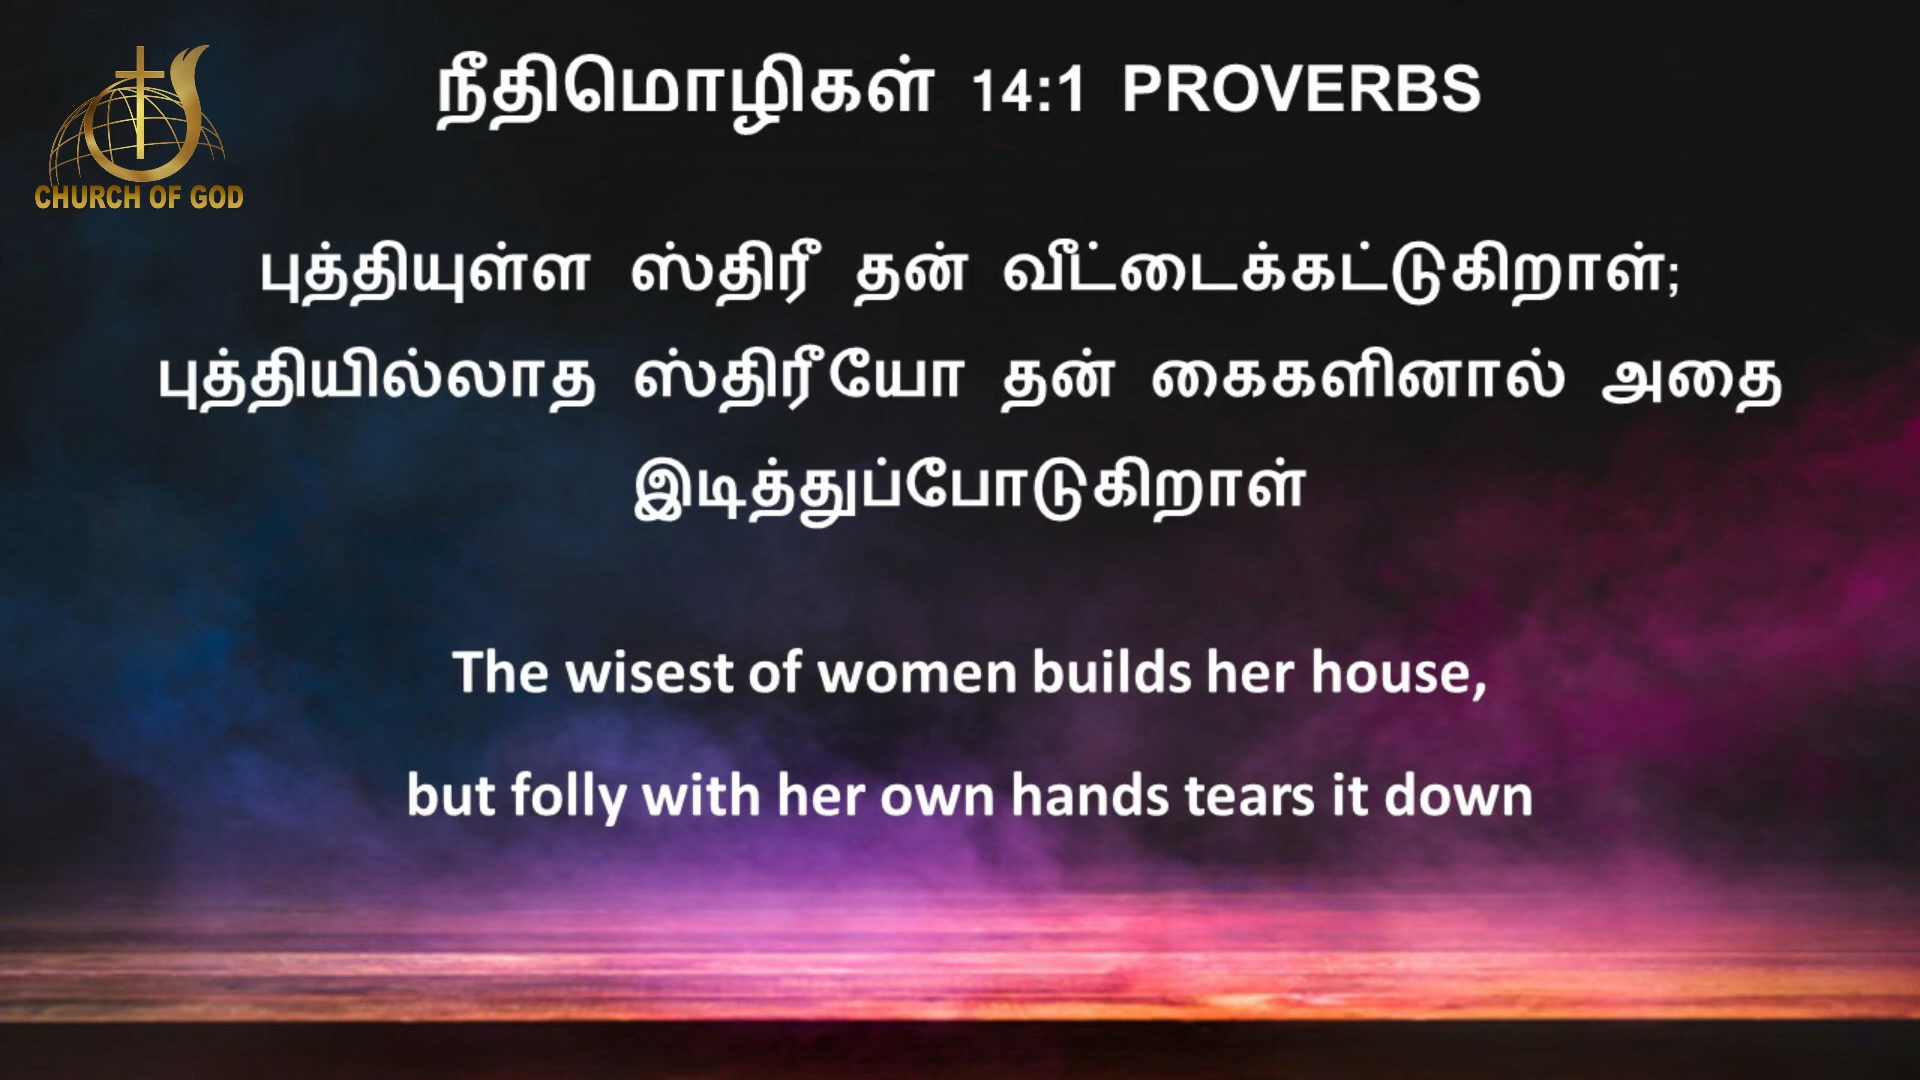 CHURCH OF GOD
நீதிமொழிகள் 14:1 PROVERBS
புத்தியுள்ள ஸ்திரீ தன் வீட்டைக்கட்டுகிறாள்;
புத்தியில்லாத ஸ்திரீயோ தன் கைகளினால் அதை
இடித்துப்போடுகிறாள்
The wisest of women builds her house,
but folly with her own hands tears it down